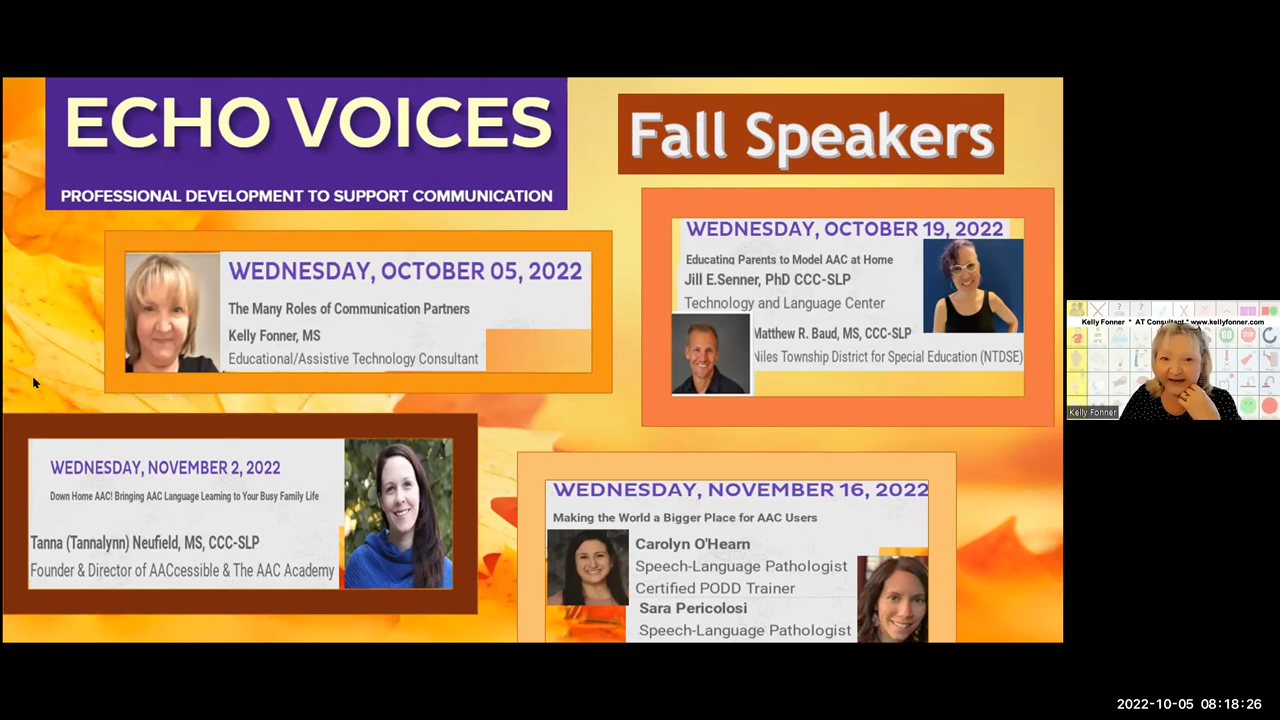 ECHO VOICES
PROFESSIONAL DEVELOPMENT TO SUPPORT COMMUNICATION
Fall Speakers
WEDNESDAY, OCTOBER 05, 2022
The Many Roles of Communication Partners
Kelly Fonner, MS
Educational/Assistive Technology Consultant
WEDNESDAY, OCTOBER 19, 2022
Educating Parents to Model AAC at Home
Jill E.Senner, PhD CCC-SLP
Technology and Language Center
Matthew R. Baud, MS, CCC-SLP
Niles Township District for Special Education (NTDSE)
WEDNESDAY, NOVEMBER 2, 2022
Down Home AAC! Bringing AAC Language Learning to Your Busy Family Life
Tanna (Tannalynn) Neufield, MS, CCC-SLP
Founder & Director of AACcessible & The AAC Academy
WEDNESDAY, NOVEMBER 16, 2022
Making the World a Bigger Place for AAC Users
Carolyn O'Hearn
Speech-Language Pathologist
Certified PODD Trainer
Sara Pericolosi
Speech-Language Pathologist
Kelly Fonner * AT Consultant * www.kellyfonner.com
Kelly Fonner
2022-10-05 08:18:26